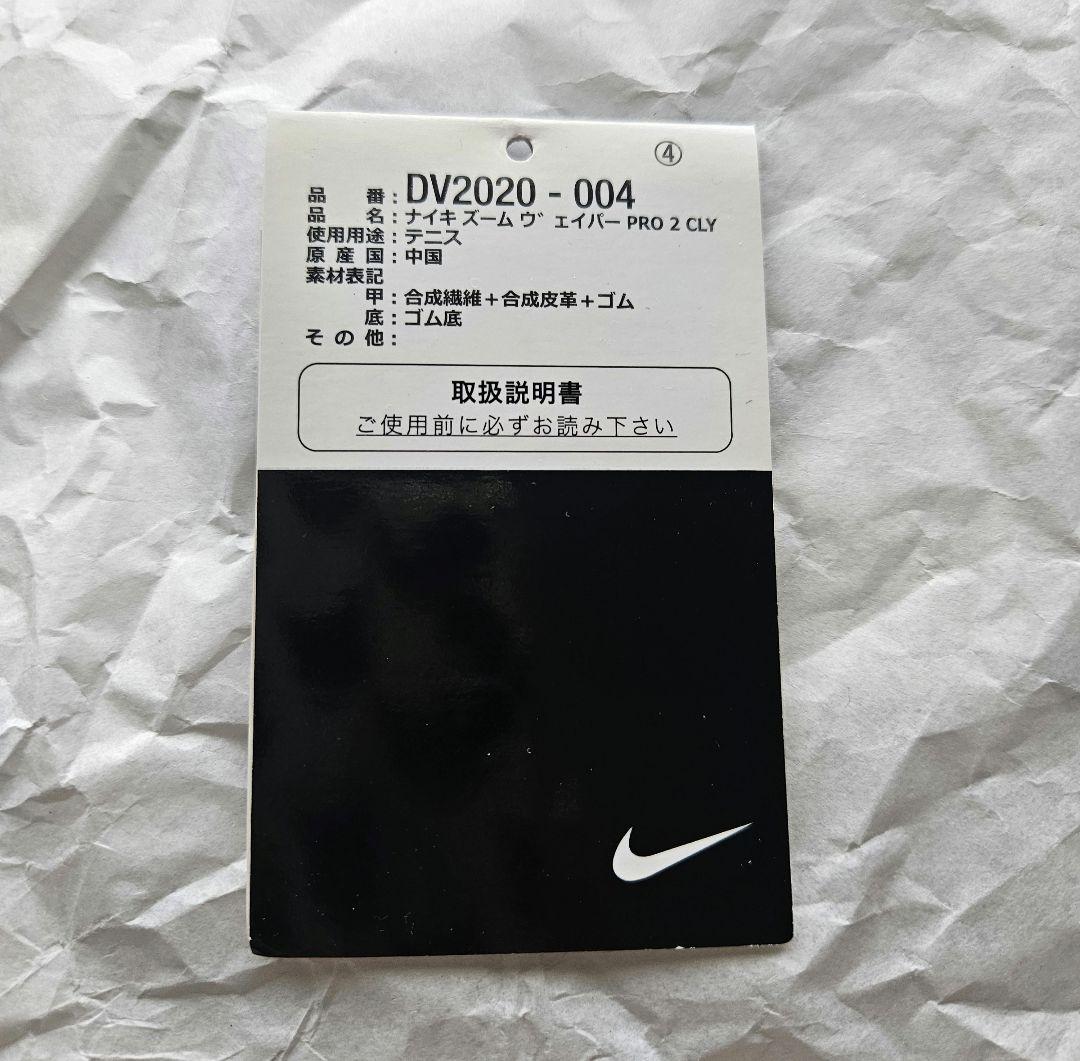 ④
品 番：DV2020 - 004
品 名：ナイキ ズーム ヴェイパー PRO 2 CLY
使用用途：テニス
原 産 国：中国
素材表記
甲：合成繊維＋合成皮革＋ゴム
底：ゴム底
そ の 他：
取扱説明書
ご使用前に必ずお読み下さい